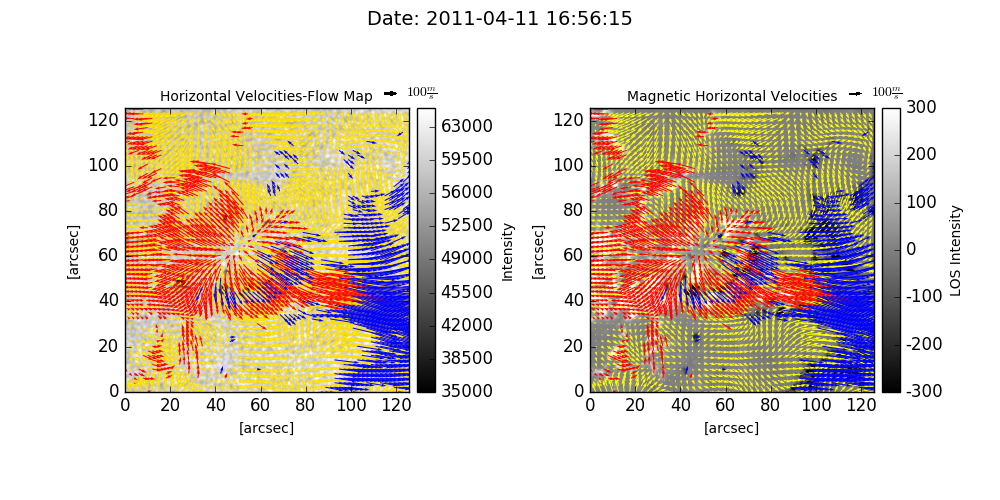 Date: 2011-04-11 16:56:15
Horizontal Velocities-Flow Map
100 m/s
120
100
80
60
40
20
0
[arcsec]
0 20 40 60 80 100 120
[arcsec]
63000
59500
56000
52500
49000
45500
42000
38500
35000
Intensity
Magnetic Horizontal Velocities
100 m/s
120
100
80
60
40
20
0
[arcsec]
0 20 40 60 80 100 120
[arcsec]
300
200
100
0
-100
-200
-300
LOS Intensity